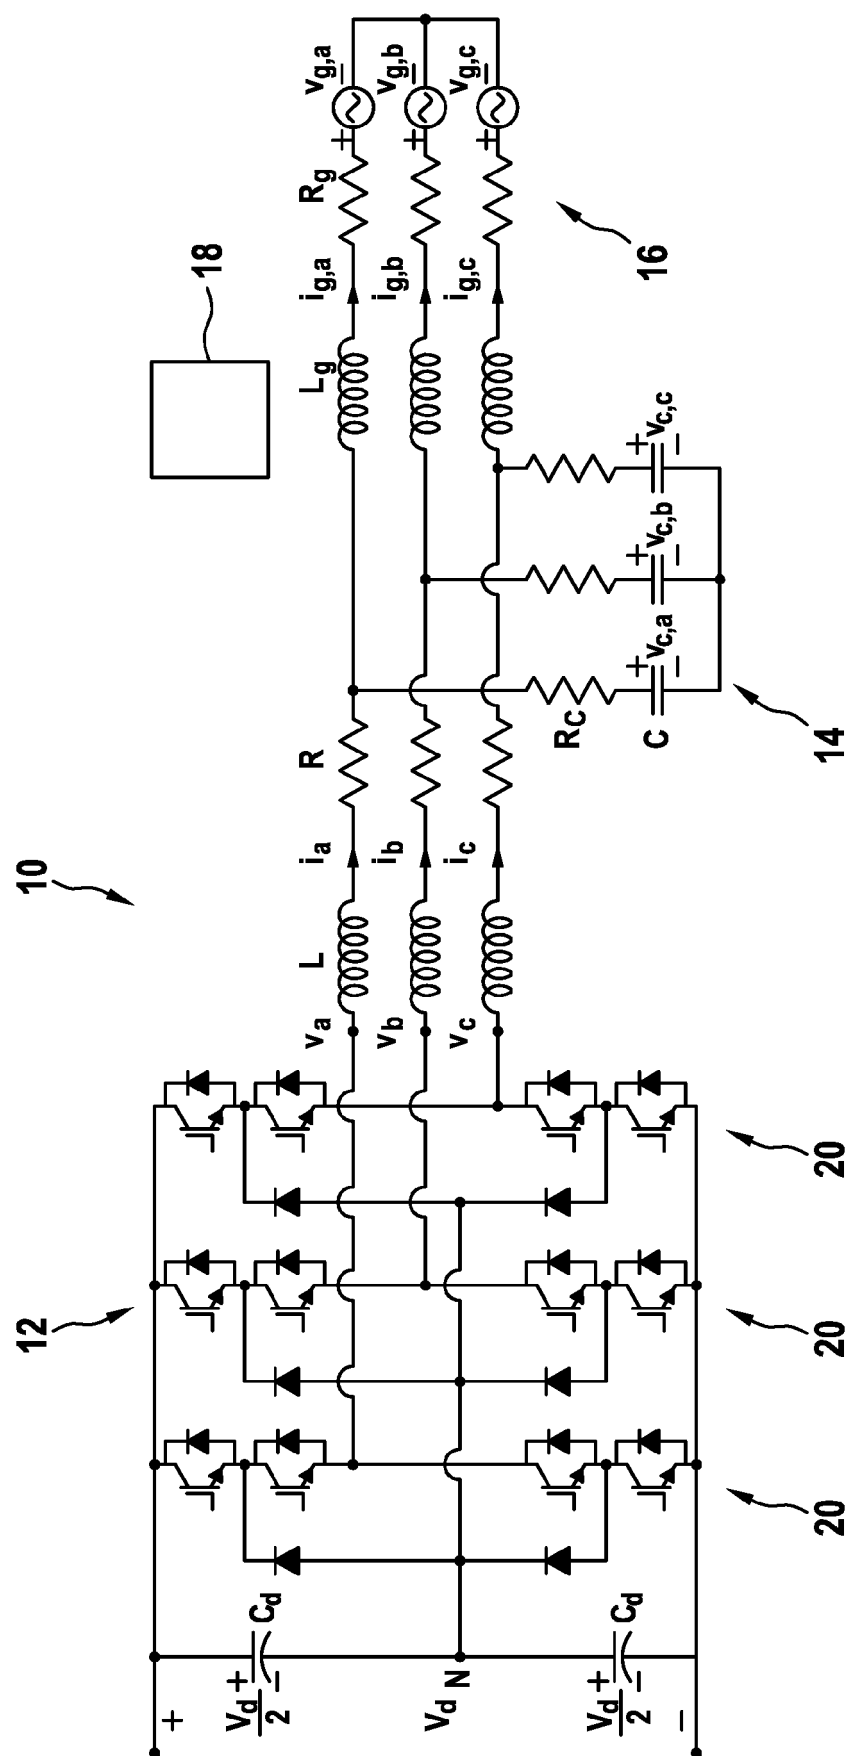 10
12
18
V_d/2
+
−
C_d
+
−
V_d
N
V_d/2
+
−
C_d
+
−
20
20
20
v_a
L
i_a
R
v_b
i_b
v_c
i_c
L_g
i_g,a
R_g
+
v_g,a
−
i_g,b
+
v_g,b
−
i_g,c
+
v_g,c
−
16
R_C
C
+
v_c,a
−
+
v_c,b
−
+
v_c,c
−
14